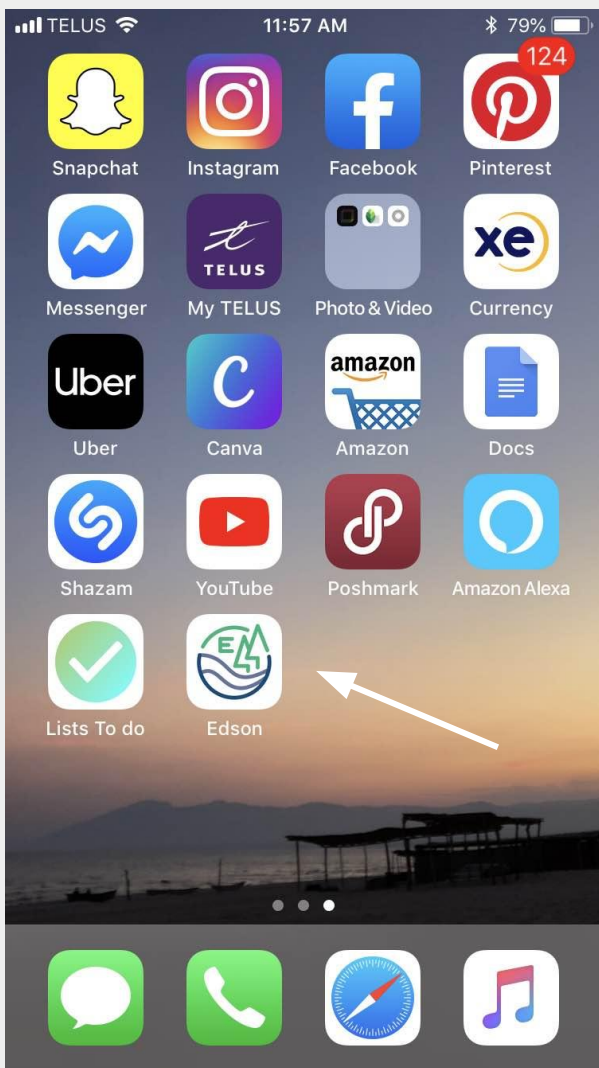 TELUS 11:57 AM 79%
124
Snapchat Instagram Facebook Pinterest
TELUS
xe
Messenger My TELUS Photo & Video Currency
Uber C amazon
Uber Canva Amazon Docs
Shazam YouTube Poshmark Amazon Alexa
E
Lists To do Edson